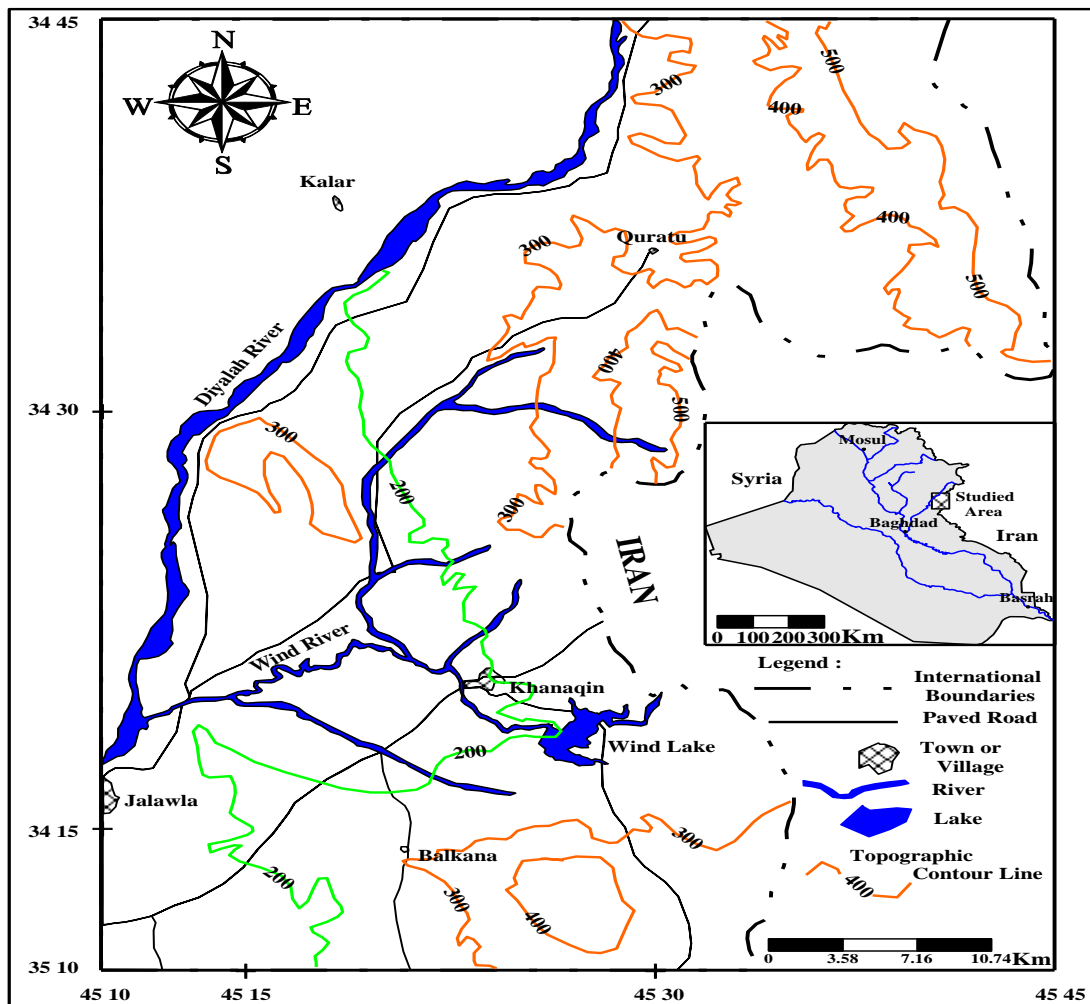 34 45
N
W E
S
Kalar
300
500
400
400
300
Quratu
500
Diyalah River
400
34 30
300
500
200
300
Mosul
Syria
Studied
Area
Baghdad
Iran
Basrah
0 100 200 300 Km
IRAN
Wind River
Khanaqin
Wind Lake
200
Jalawla
Legend :
International
Boundaries
Paved Road
Town or
Village
River
Lake
Topographic
Contour Line
400
34 15
300
Balkana
200
300
400
0 3.58 7.16 10.74Km
35 10
45 10 45 15 45 30 45 45